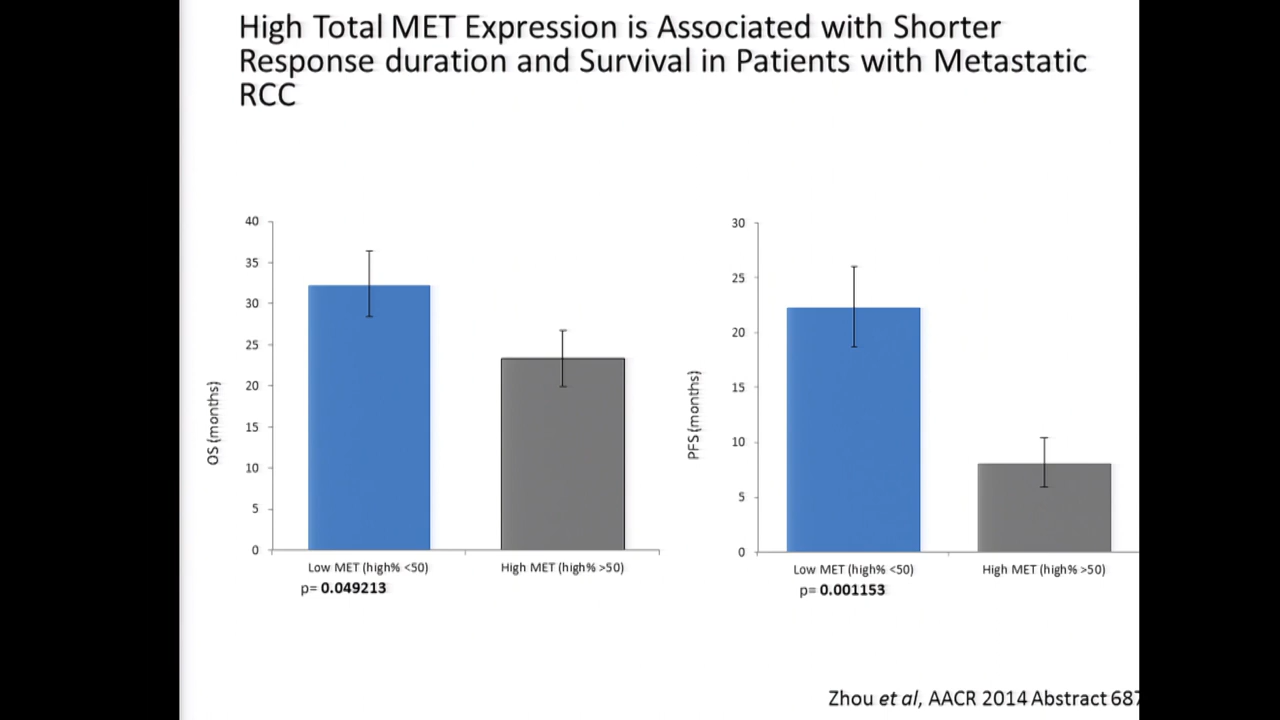 High Total MET Expression is Associated with Shorter
Response duration and Survival in Patients with Metastatic
RCC
40
35
30
25
20
15
10
5
0
OS (months)
Low MET (high% <50)
High MET (high% >50)
p= 0.049213
30
25
20
15
10
5
0
PFS (months)
Low MET (high% <50)
High MET (high% >50)
p= 0.001153
Zhou et al, AACR 2014 Abstract